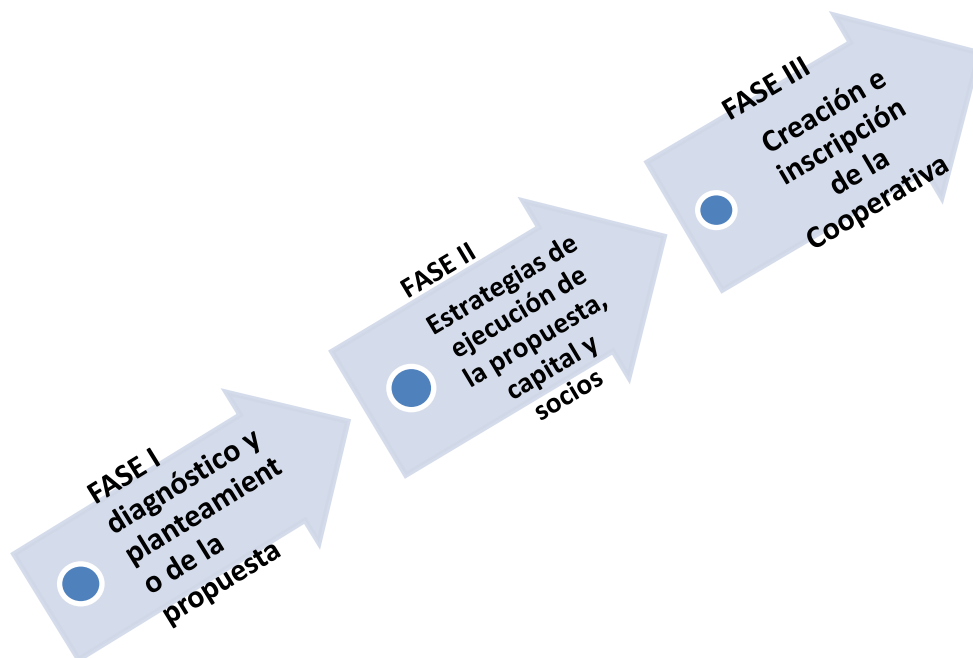 FASE I
diagnóstico y
planteamient
o de la
propuesta
FASE II
Estrategias de
ejecución de
la propuesta,
capital y
socios
FASE III
Creación e
inscripción
de la
Cooperativa